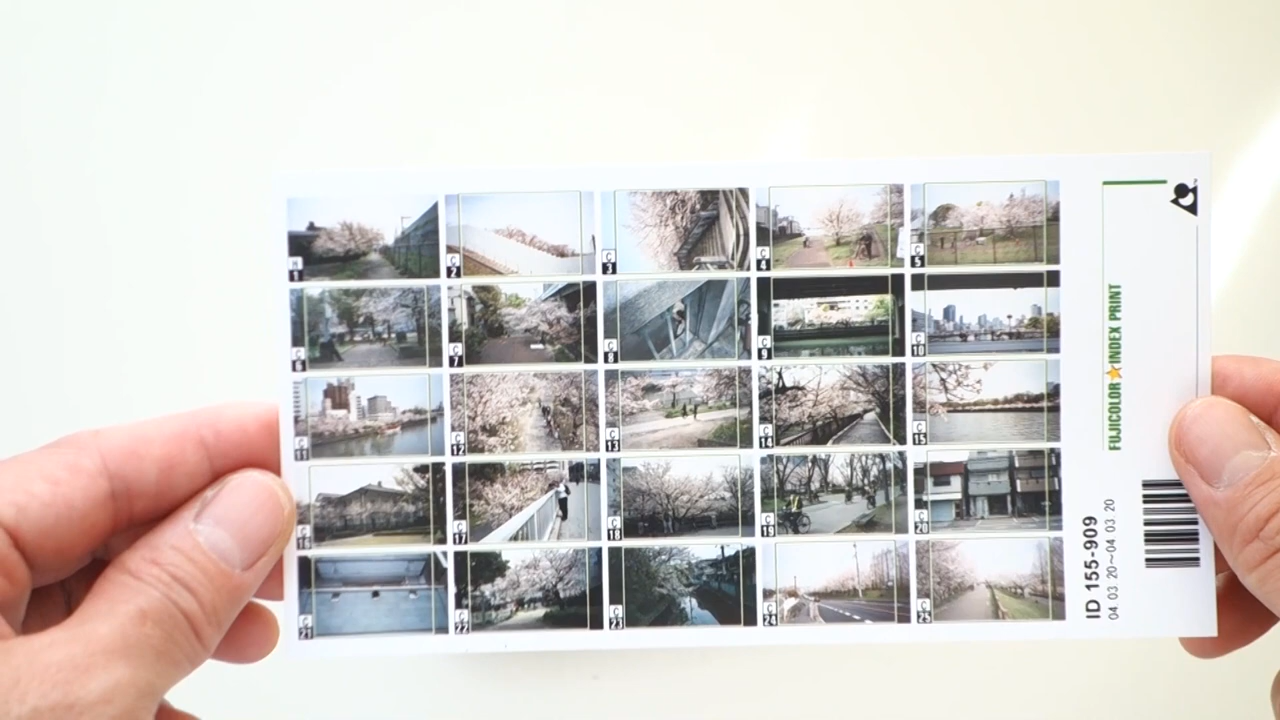 H 1
C 2
C 3
C 4
C 5
C 6
C 7
C 8
C 9
C 10
C 11
C 12
C 13
C 14
C 15
C 16
C 17
C 18
C 19
C 20
C 21
C 22
C 23
C 24
C 25
FUJICOLOR INDEX PRINT
ID 155-909
04 03 20~04 03 20